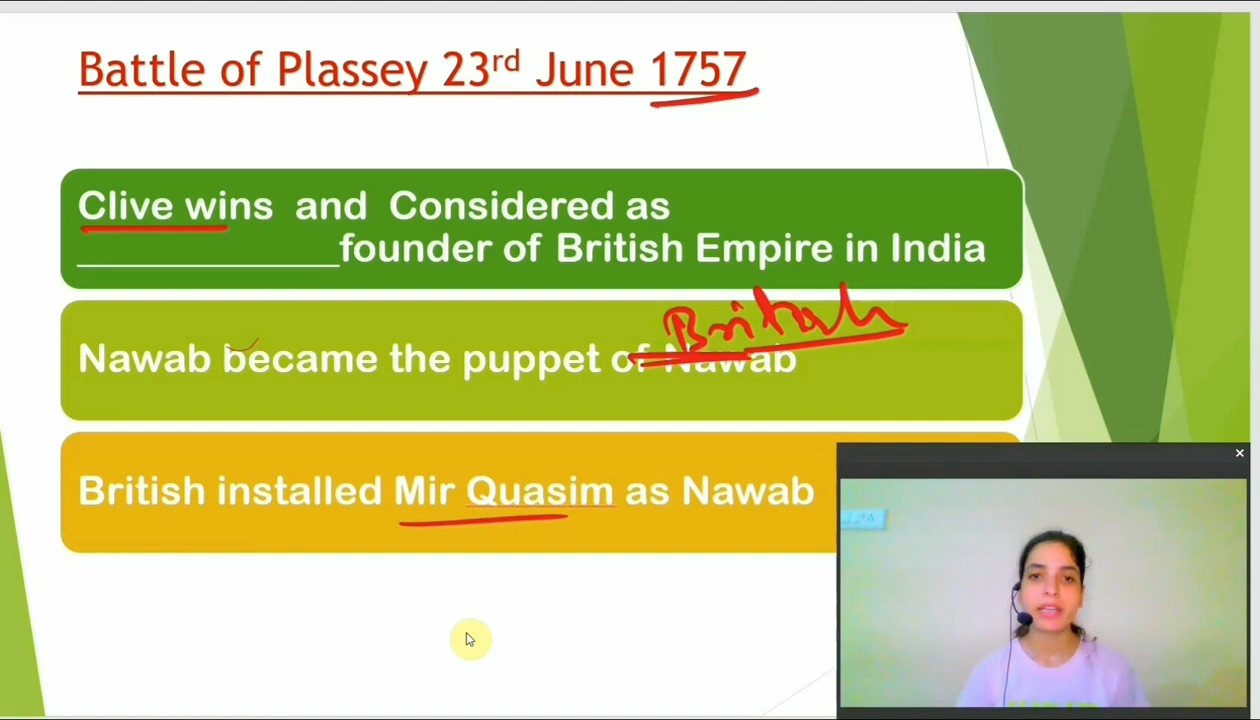 Battle of Plassey 23rd June 1757
Clive wins and Considered as
_______________founder of British Empire in India
British
Nawab became the puppet of Nawab
British installed Mir Quasim as Nawab